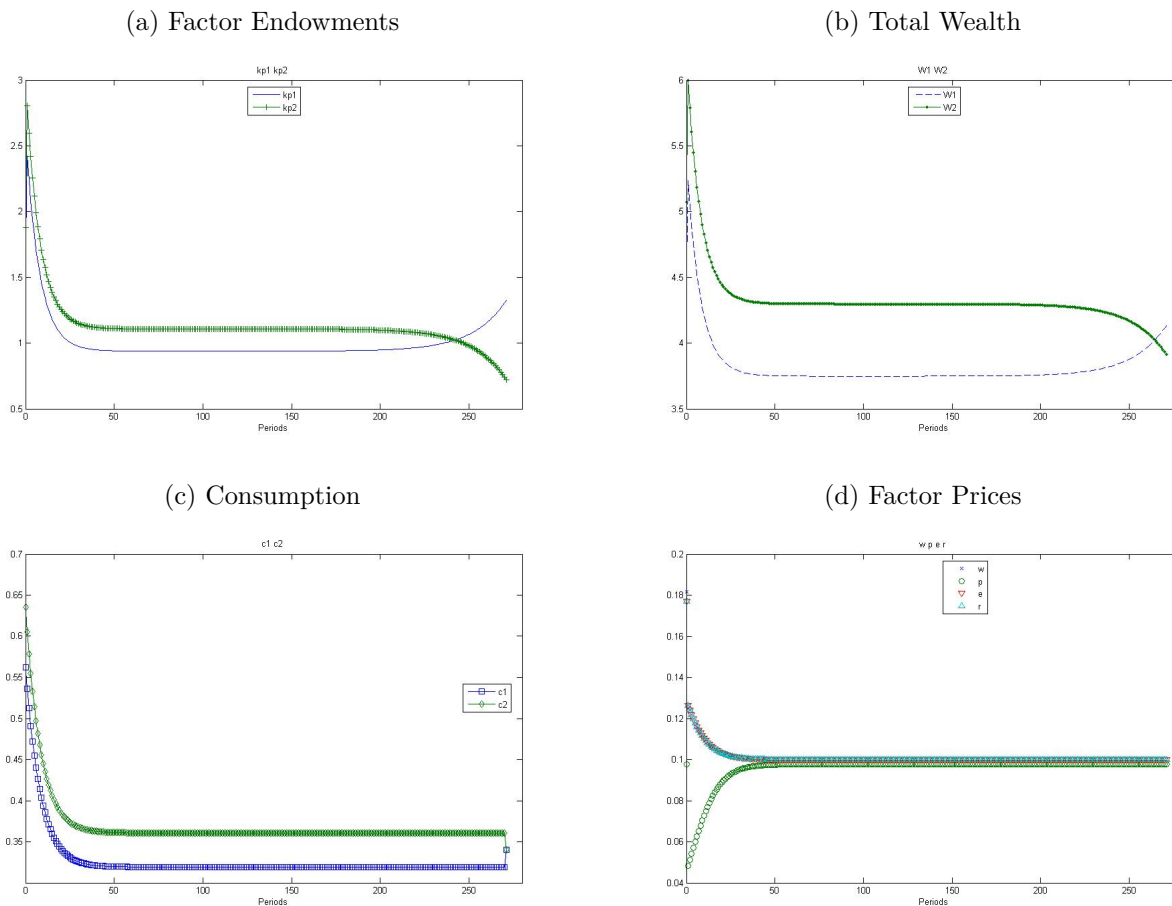 (a) Factor Endowments
kp1 kp2
3
2.5
2
1.5
1
0.5
kp1
kp2
0 50 100 150 200 250
Periods
(b) Total Wealth
W1 W2
6
5.5
5
4.5
4
3.5
W1
W2
0 50 100 150 200 250
Periods
(c) Consumption
c1 c2
0.7
0.65
0.6
0.55
0.5
0.45
0.4
0.35
c1
c2
0 50 100 150 200 250
Periods
(d) Factor Prices
w p e r
0.2
0.18
0.16
0.14
0.12
0.1
0.08
0.06
0.04
w
p
e
r
0 50 100 150 200 250
Periods